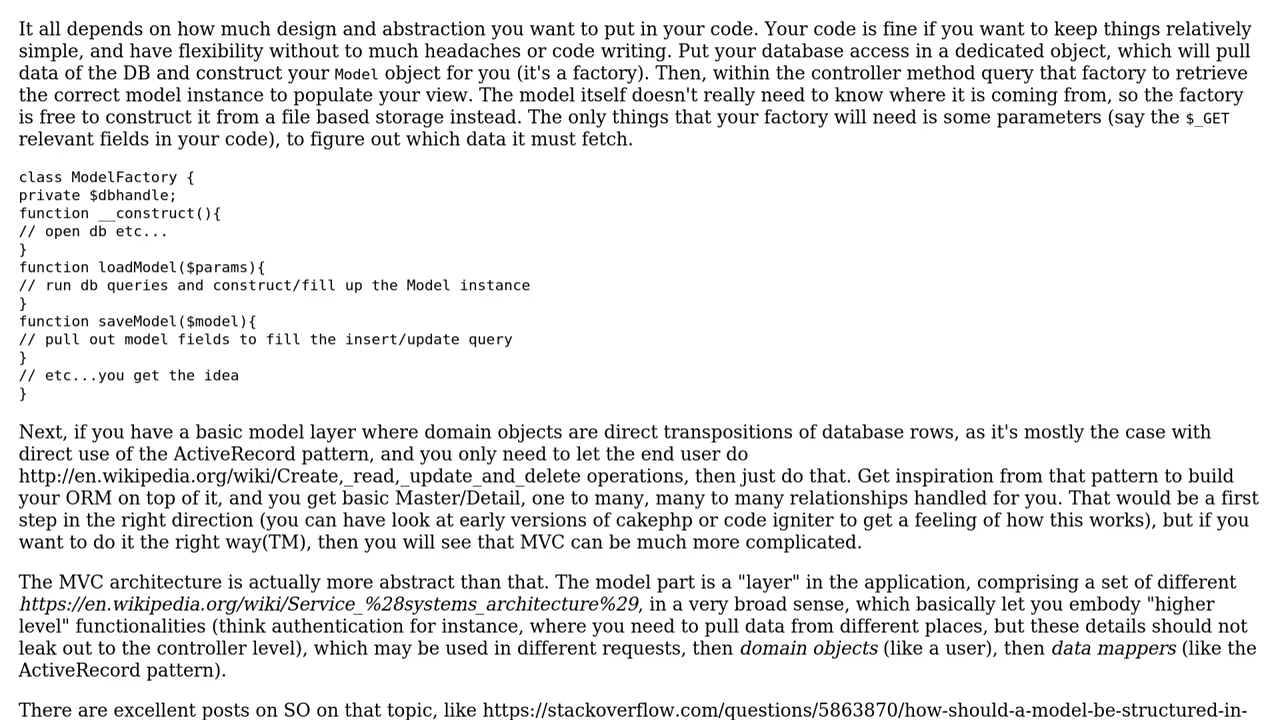 It all depends on how much design and abstraction you want to put in your code. Your code is fine if you want to keep things relatively
simple, and have flexibility without to much headaches or code writing. Put your database access in a dedicated object, which will pull
data of the DB and construct your Model object for you (it's a factory). Then, within the controller method query that factory to retrieve
the correct model instance to populate your view. The model itself doesn't really need to know where it is coming from, so the factory
is free to construct it from a file based storage instead. The only things that your factory will need is some parameters (say the $_GET
relevant fields in your code), to figure out which data it must fetch.
class ModelFactory {
private $dbhandle;
function __construct(){
// open db etc...
}
function loadModel($params){
// run db queries and construct/fill up the Model instance
}
function saveModel($model){
// pull out model fields to fill the insert/update query
}
// etc...you get the idea
}
Next, if you have a basic model layer where domain objects are direct transpositions of database rows, as it's mostly the case with
direct use of the ActiveRecord pattern, and you only need to let the end user do
http://en.wikipedia.org/wiki/Create,_read,_update_and_delete operations, then just do that. Get inspiration from that pattern to build
your ORM on top of it, and you get basic Master/Detail, one to many, many to many relationships handled for you. That would be a first
step in the right direction (you can have look at early versions of cakephp or code igniter to get a feeling of how this works), but if you
want to do it the right way(TM), then you will see that MVC can be much more complicated.
The MVC architecture is actually more abstract than that. The model part is a "layer" in the application, comprising a set of different
https://en.wikipedia.org/wiki/Service_%28systems_architecture%29, in a very broad sense, which basically let you embody "higher
level" functionalities (think authentication for instance, where you need to pull data from different places, but these details should not
leak out to the controller level), which may be used in different requests, then domain objects (like a user), then data mappers (like the
ActiveRecord pattern).
There are excellent posts on SO on that topic, like https://stackoverflow.com/questions/5863870/how-should-a-model-be-structured-in-